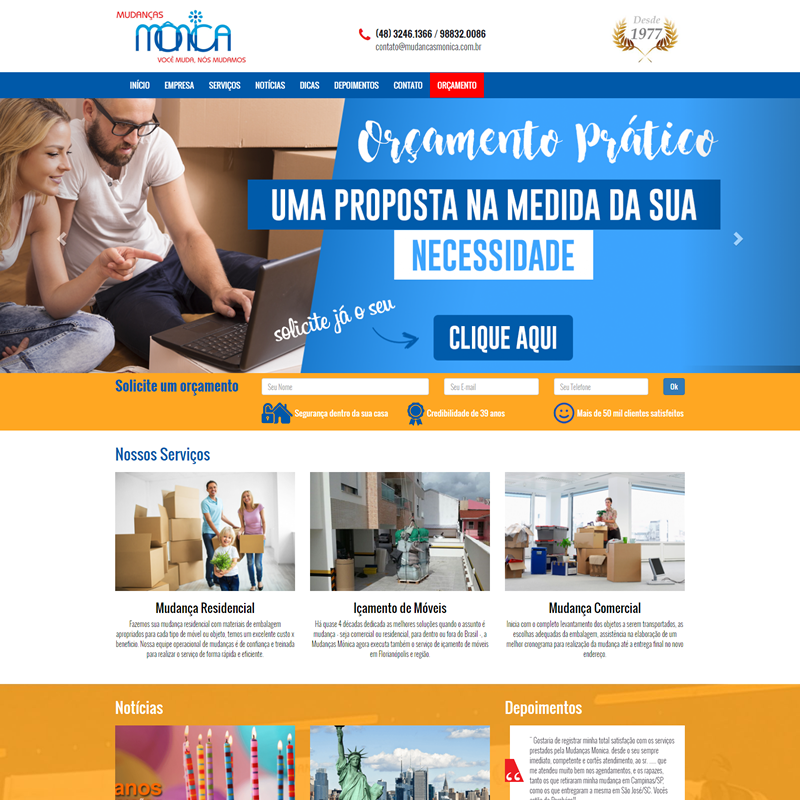 MUDANÇAS
MÔNICA
VOCÊ MUDA, NÓS MUDAMOS
(48) 3246.1366 / 98832.0086
contato@mudancasmonica.com.br
Desde
1977
INÍCIO EMPRESA SERVIÇOS NOTÍCIAS DICAS DEPOIMENTOS CONTATO ORÇAMENTO
Orçamento Prático
UMA PROPOSTA NA MEDIDA DA SUA
NECESSIDADE
solicite já o seu
CLIQUE AQUI
Solicite um orçamento
Seu Nome Seu E-mail Seu Telefone Ok
Segurança dentro da sua casa Credibilidade de 39 anos Mais de 50 mil clientes satisfeitos
Nossos Serviços
Mudança Residencial
Fazemos sua mudança residencial com materiais de embalagem
apropriados para cada tipo de móvel ou objeto, temos um excelente custo x
benefício. Nossa equipe operacional de mudanças é de confiança e treinada
para realizar o serviço de forma rápida e eficiente.
Içamento de Móveis
Há quase 4 décadas dedicada as melhores soluções quando o assunto é
mudança - seja comercial ou residencial, para dentro ou fora do Brasil -, a
Mudanças Mônica agora executa também o serviço de içamento de móveis
em Florianópolis e região.
Mudança Comercial
Inicia com o completo levantamento dos objetos a serem transportados, as
escolhas adequadas da embalagem, assistência na elaboração de um
melhor cronograma para realização da mudança até a entrega final no novo
endereço.
Notícias
anos
Depoimentos
" Gostaria de registrar minha total satisfação com os serviços
prestados pela Mudanças Monica, desde o seu sempre
imediato, competente e cortês atendimento, ao sr. ..... que
me atendeu muito bem nos agendamentos, e os rapazes,
tanto os que retiraram minha mudança em Campinas/SP,
como os que entregaram a mesma em São José/SC. Vocês